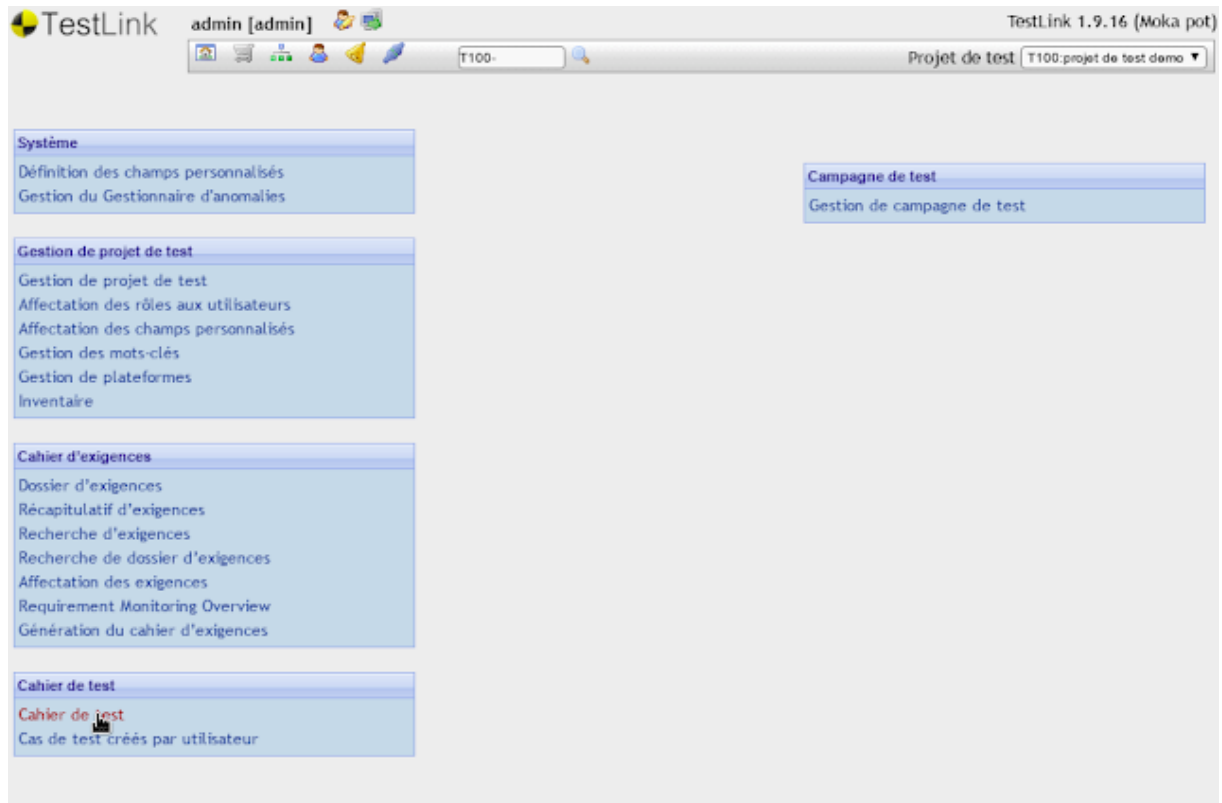 TestLink admin [admin] TestLink 1.9.16 (Moka pot)
T100- Projet de test T100:projet de test demo
Système
Définition des champs personnalisés
Gestion du Gestionnaire d'anomalies
Campagne de test
Gestion de campagne de test
Gestion de projet de test
Gestion de projet de test
Affectation des rôles aux utilisateurs
Affectation des champs personnalisés
Gestion des mots-clés
Gestion de plateformes
Inventaire
Cahier d'exigences
Dossier d'exigences
Récapitulatif d'exigences
Recherche d'exigences
Recherche de dossier d'exigences
Affectation des exigences
Requirement Monitoring Overview
Génération du cahier d'exigences
Cahier de test
Cahier de test
Cas de test créés par utilisateur